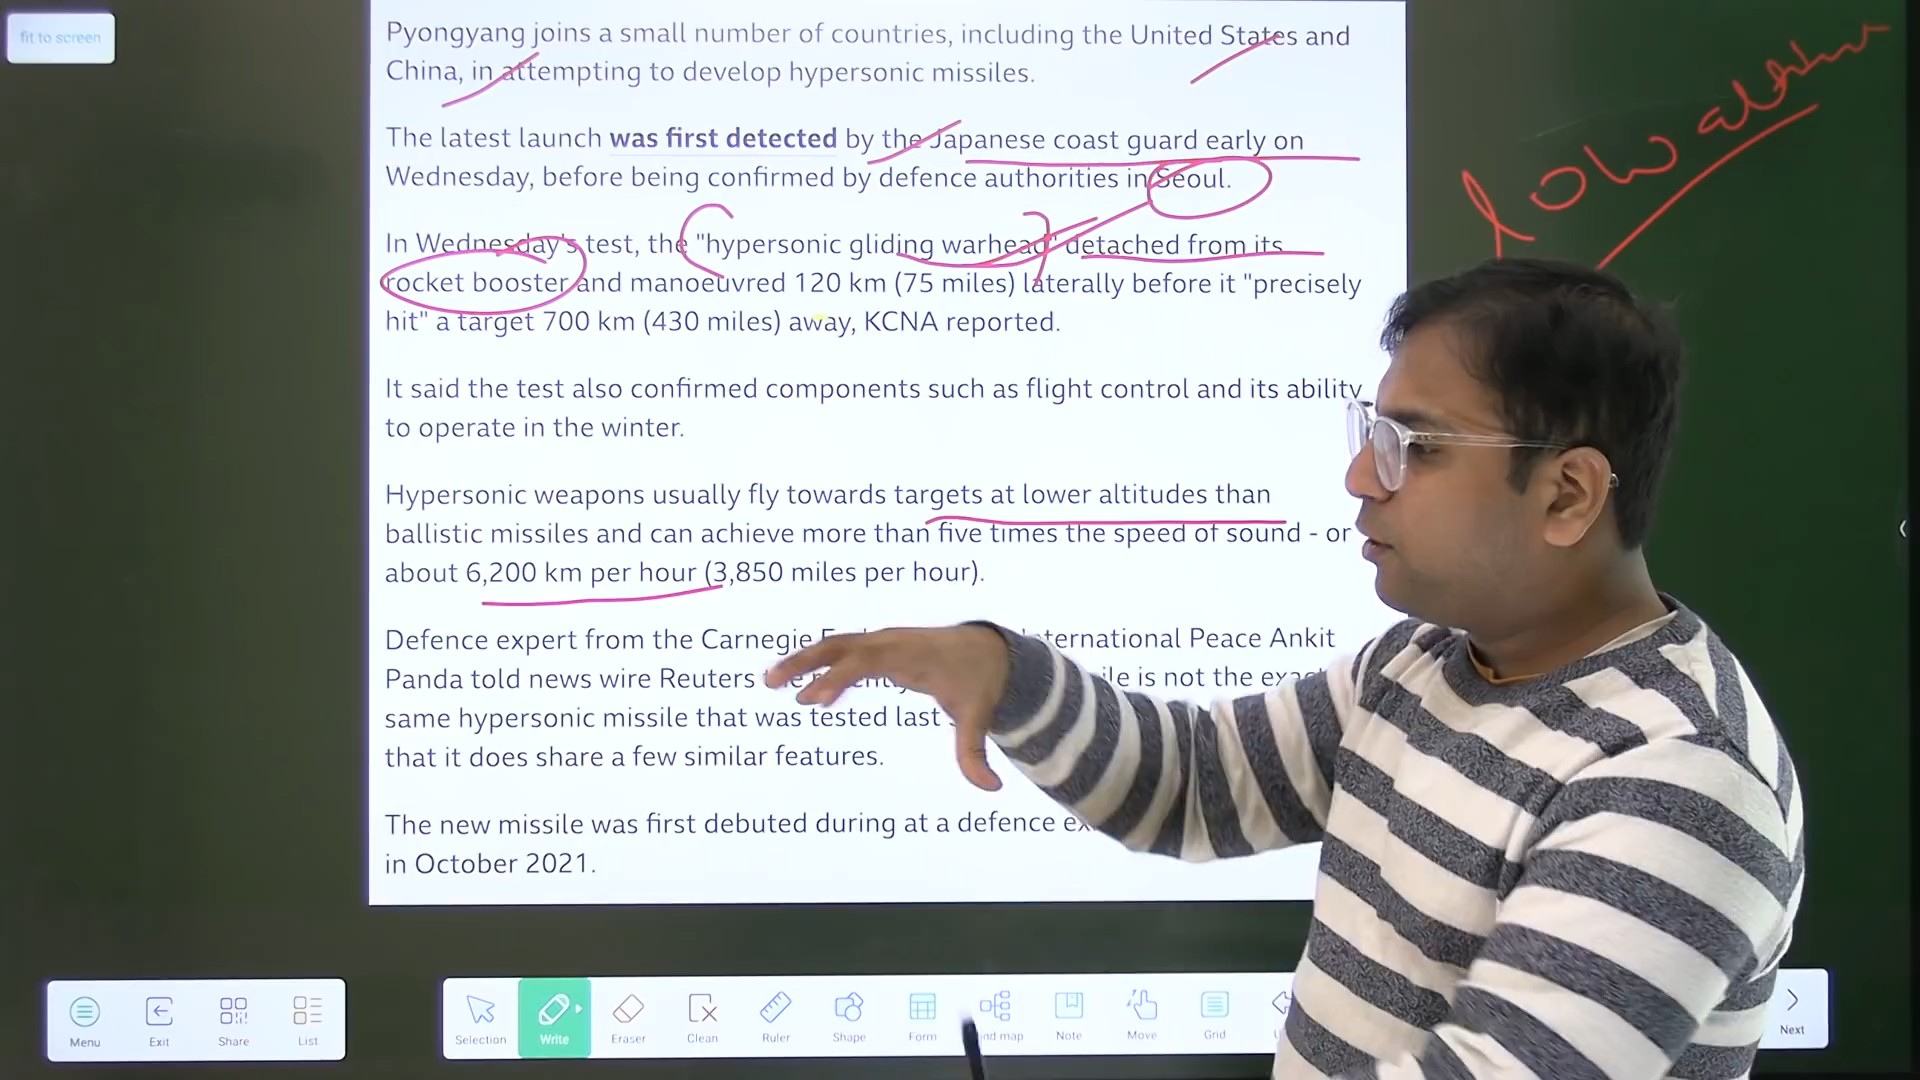 fit to screen
Pyongyang joins a small number of countries, including the United States and
China, in attempting to develop hypersonic missiles.
The latest launch was first detected by the Japanese coast guard early on
Wednesday, before being confirmed by defence authorities in Seoul.
In Wednesday's test, the "hypersonic gliding warhead" detached from its
rocket booster and manoeuvred 120 km (75 miles) laterally before it "precisely
hit" a target 700 km (430 miles) away, KCNA reported.
It said the test also confirmed components such as flight control and its ability
to operate in the winter.
Hypersonic weapons usually fly towards targets at lower altitudes than
ballistic missiles and can achieve more than five times the speed of sound - or
about 6,200 km per hour (3,850 miles per hour).
Defence expert from the Carnegie International Peace Ankit
Panda told news wire Reuters is not the exact
same hypersonic missile that was tested last
that it does share a few similar features.
The new missile was first debuted during at a defence
in October 2021.
low
Menu Exit Share List
Selection Write Eraser Clean Ruler Shape Form map Note Move Grid Next